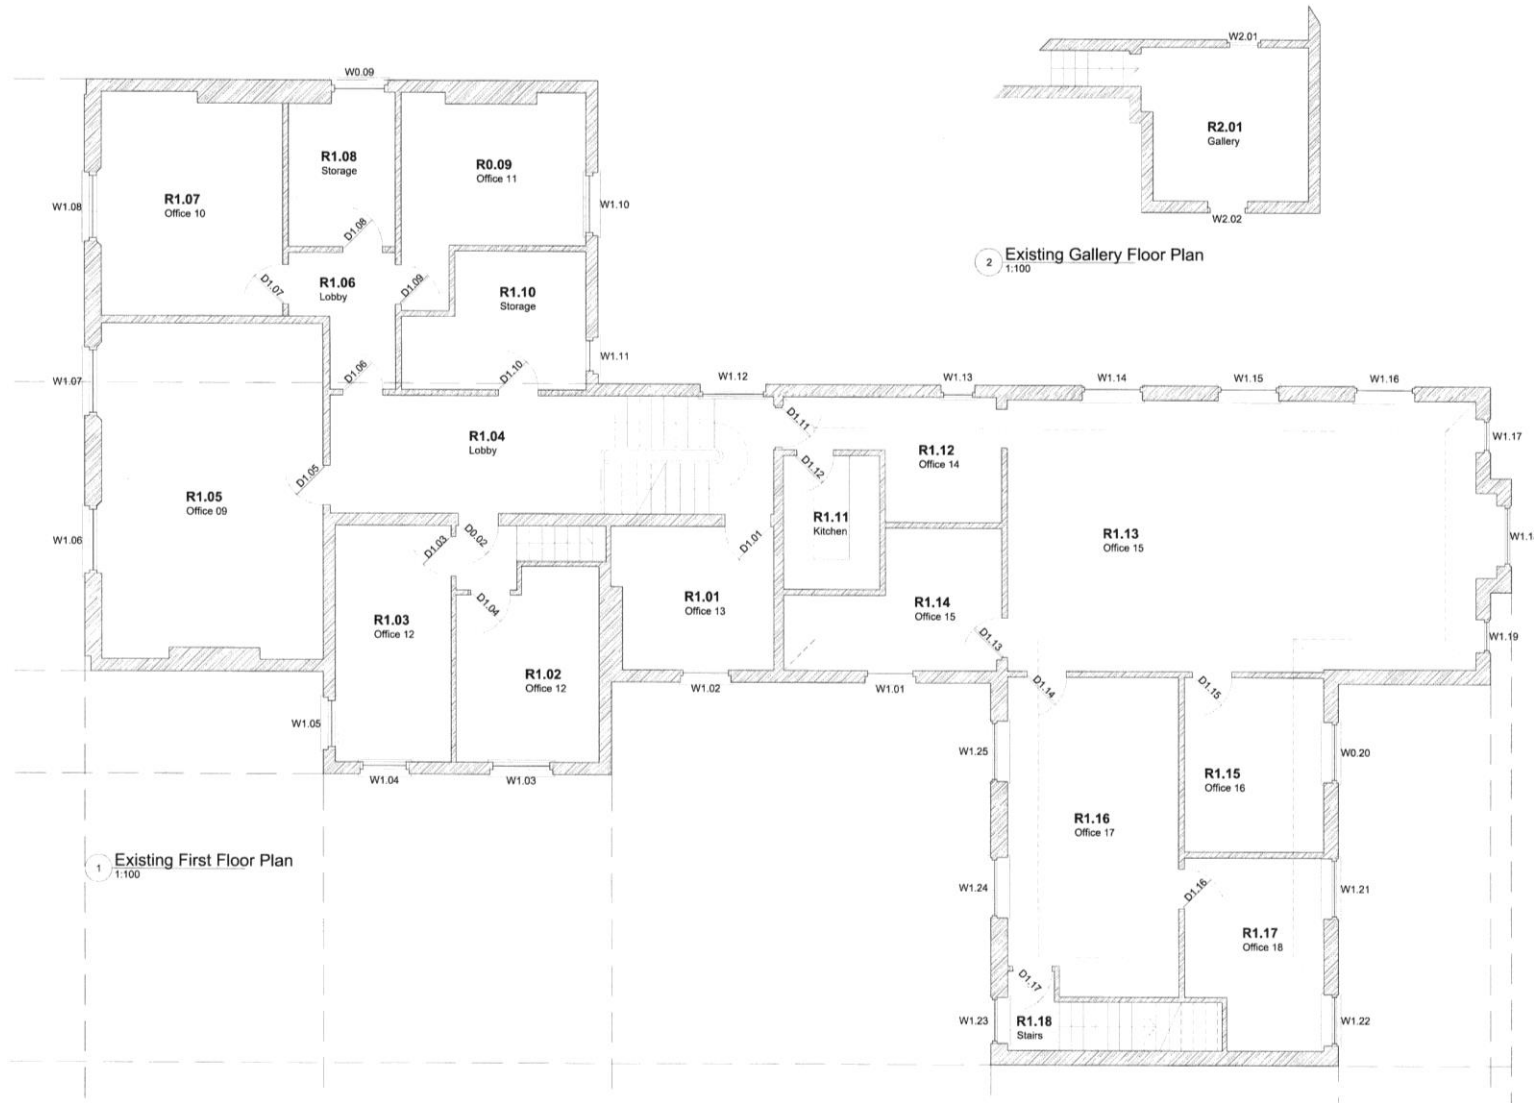 W2.01
R2.01
Gallery
W2.02
2
Existing Gallery Floor Plan
1:100
W0.09
R1.08
Storage
R0.09
Office 11
R1.07
Office 10
W1.08
W1.10
D1.08
D1.07
R1.06
Lobby
D1.09
R1.10
Storage
W1.07
D1.06
D1.10
W1.11
W1.12
W1.13
W1.14
W1.15
W1.16
D1.11
W1.17
R1.04
Lobby
R1.12
Office 14
D1.12
D1.05
R1.05
Office 09
R1.11
Kitchen
R1.13
Office 15
W1.06
D1.03
D0.02
D1.01
W1.1
R1.03
Office 12
D1.04
R1.01
Office 13
R1.14
Office 15
D1.13
W1.19
R1.02
Office 12
W1.02
W1.01
D1.14
D1.15
W1.05
W1.04
W1.03
W1.25
R1.15
Office 16
W0.20
R1.16
Office 17
1
Existing First Floor Plan
1:100
W1.24
D1.16
W1.21
R1.17
Office 18
D1.17
W1.23
R1.18
Stairs
W1.22